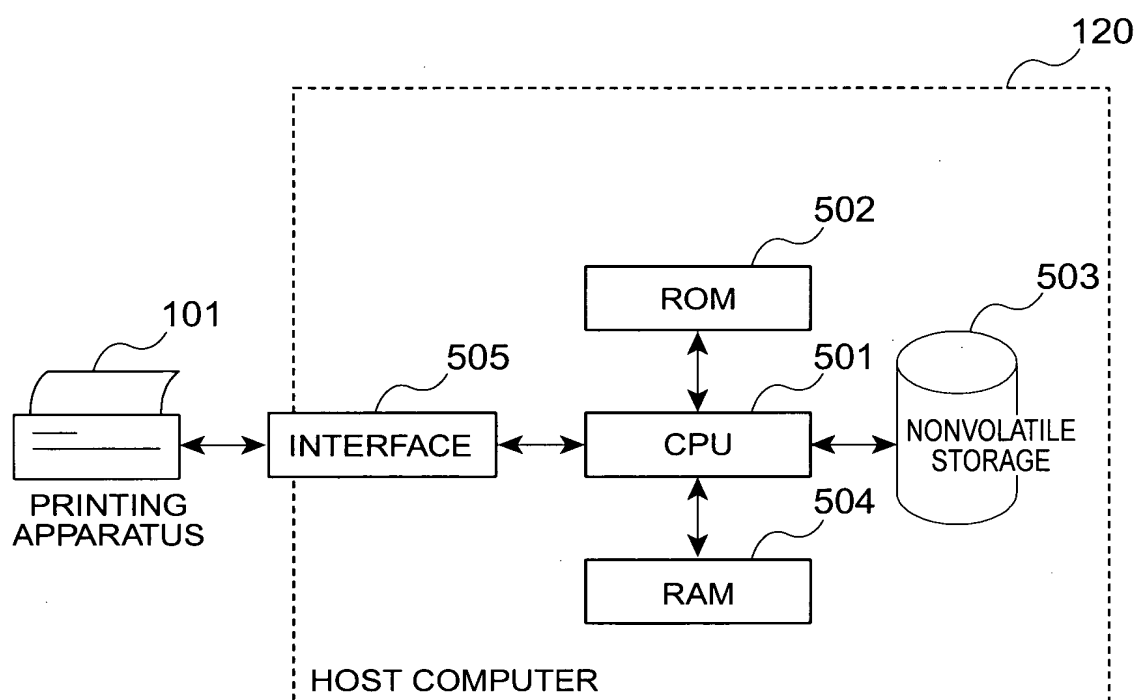 120
502
ROM
503
101
505
501
INTERFACE
CPU
NONVOLATILE
STORAGE
PRINTING
APPARATUS
504
RAM
HOST COMPUTER